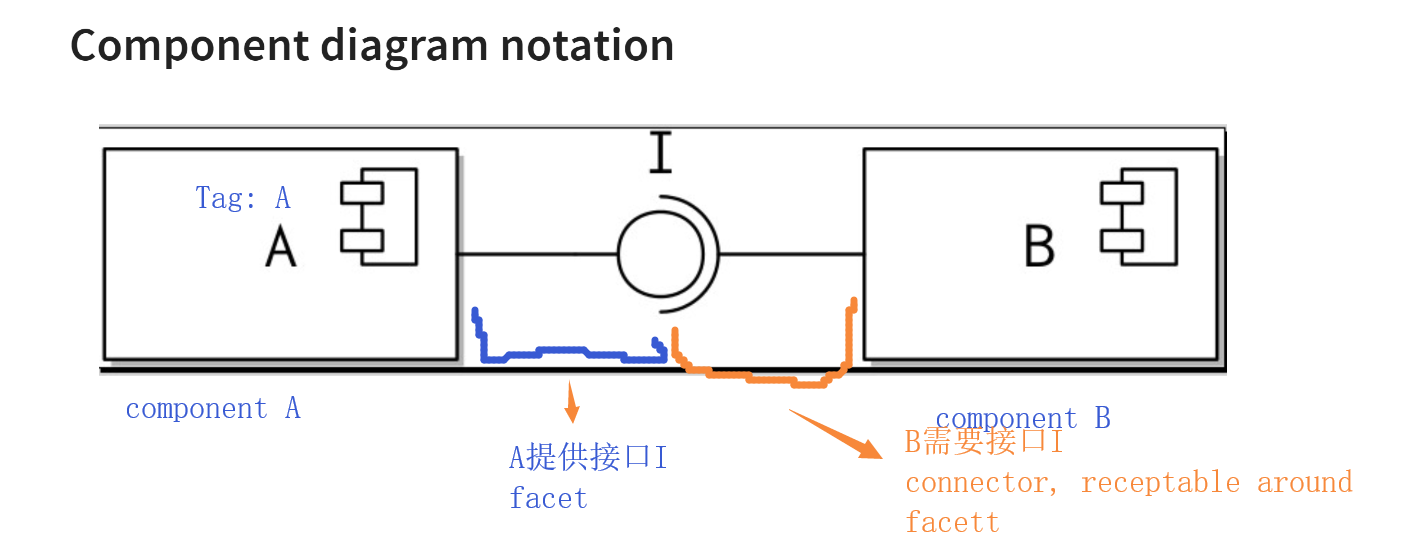 Component diagram notation
I
Tag: A
A
B
component A
component B
A提供接口I
facet
B需要接口I
connector, receptable around
facett